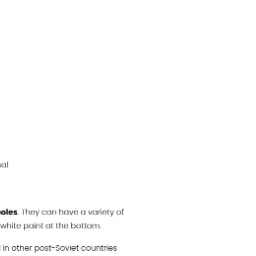 al
oles. They can have a variety of
white paint at the bottom.
in other post-Soviet countries